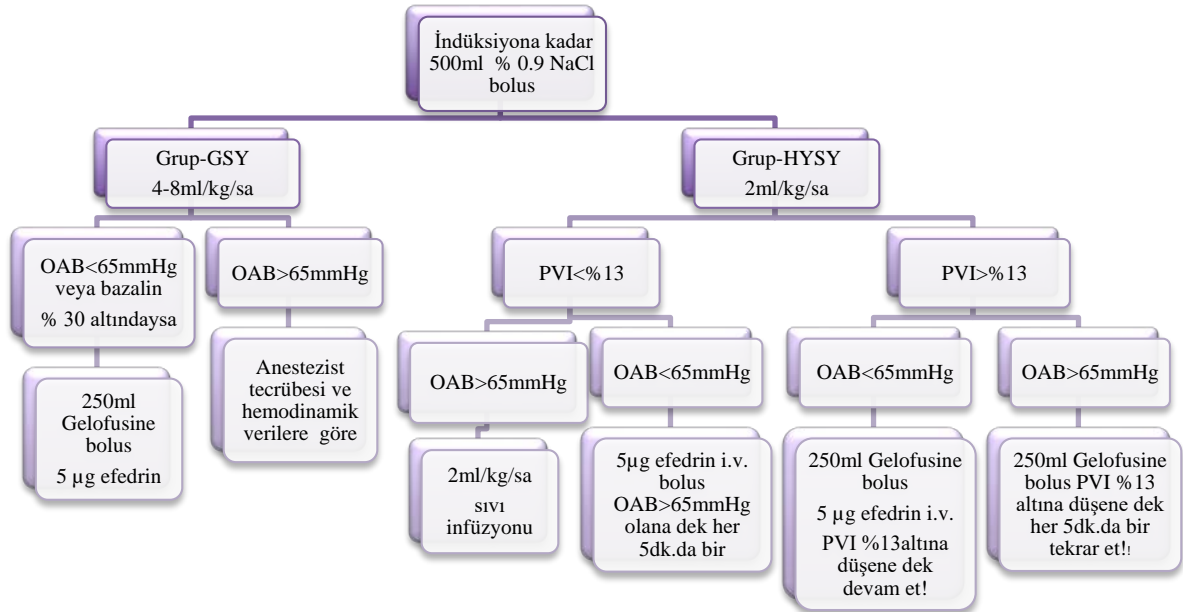 İndüksiyona kadar
500ml % 0.9 NaCl
bolus
Grup-GSY
4-8ml/kg/sa
Grup-HYSY
2ml/kg/sa
OAB<65mmHg
veya bazalin
% 30 altındaysa
OAB>65mmHg
PVI<%13
PVI>%13
250ml
Gelofusine
bolus
5 µg efedrin
Anestezist
tecrübesi ve
hemodinamik
verilere göre
OAB>65mmHg
OAB<65mmHg
OAB<65mmHg
OAB>65mmHg
2ml/kg/sa
sıvı
infüzyonu
5µg efedrin i.v.
bolus
OAB>65mmHg
olana dek her
5dk.da bir
250ml Gelofusine
bolus
5 µg efedrin i.v.
PVI %13altına
düşene dek
devam et!
250ml Gelofusine
bolus PVI %13
altına düşene dek
her 5dk.da bir
tekrar et!!